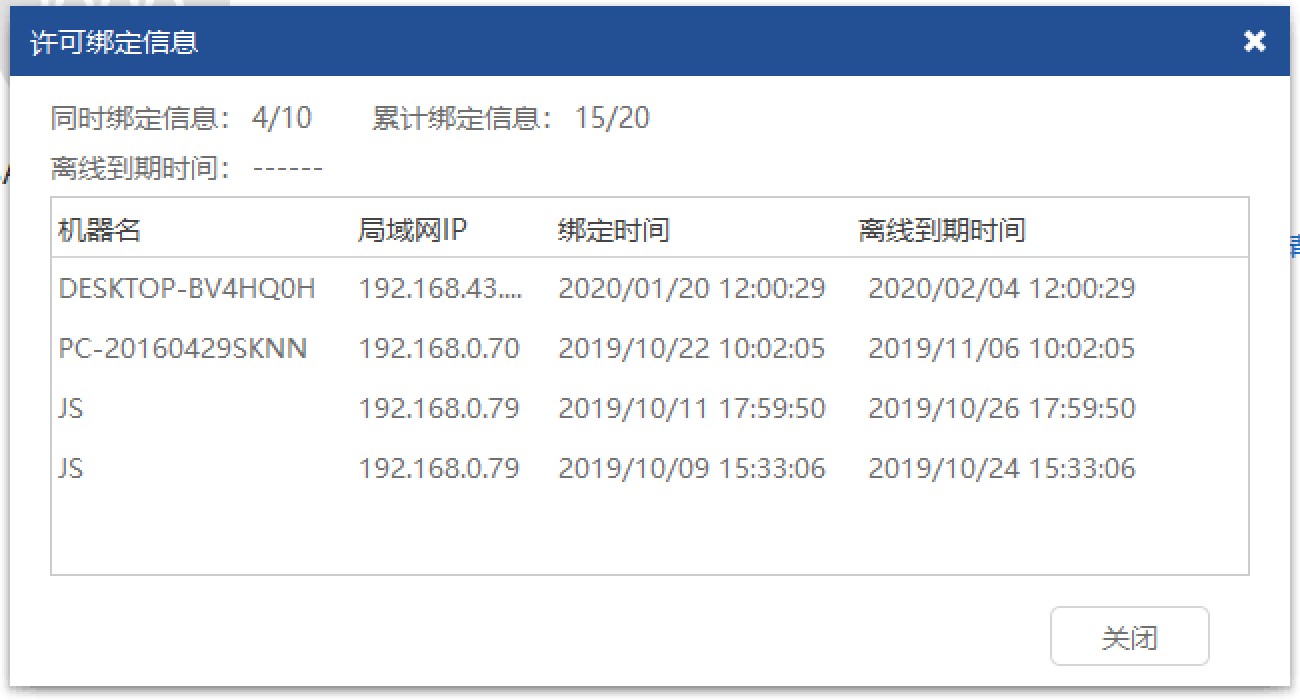 许可绑定信息
同时绑定信息： 4/10 累计绑定信息： 15/20
离线到期时间： ------
机器名 局域网IP 绑定时间 离线到期时间
DESKTOP-BV4HQ0H 192.168.43.... 2020/01/20 12:00:29 2020/02/04 12:00:29
PC-20160429SKNN 192.168.0.70 2019/10/22 10:02:05 2019/11/06 10:02:05
JS 192.168.0.79 2019/10/11 17:59:50 2019/10/26 17:59:50
JS 192.168.0.79 2019/10/09 15:33:06 2019/10/24 15:33:06
关闭